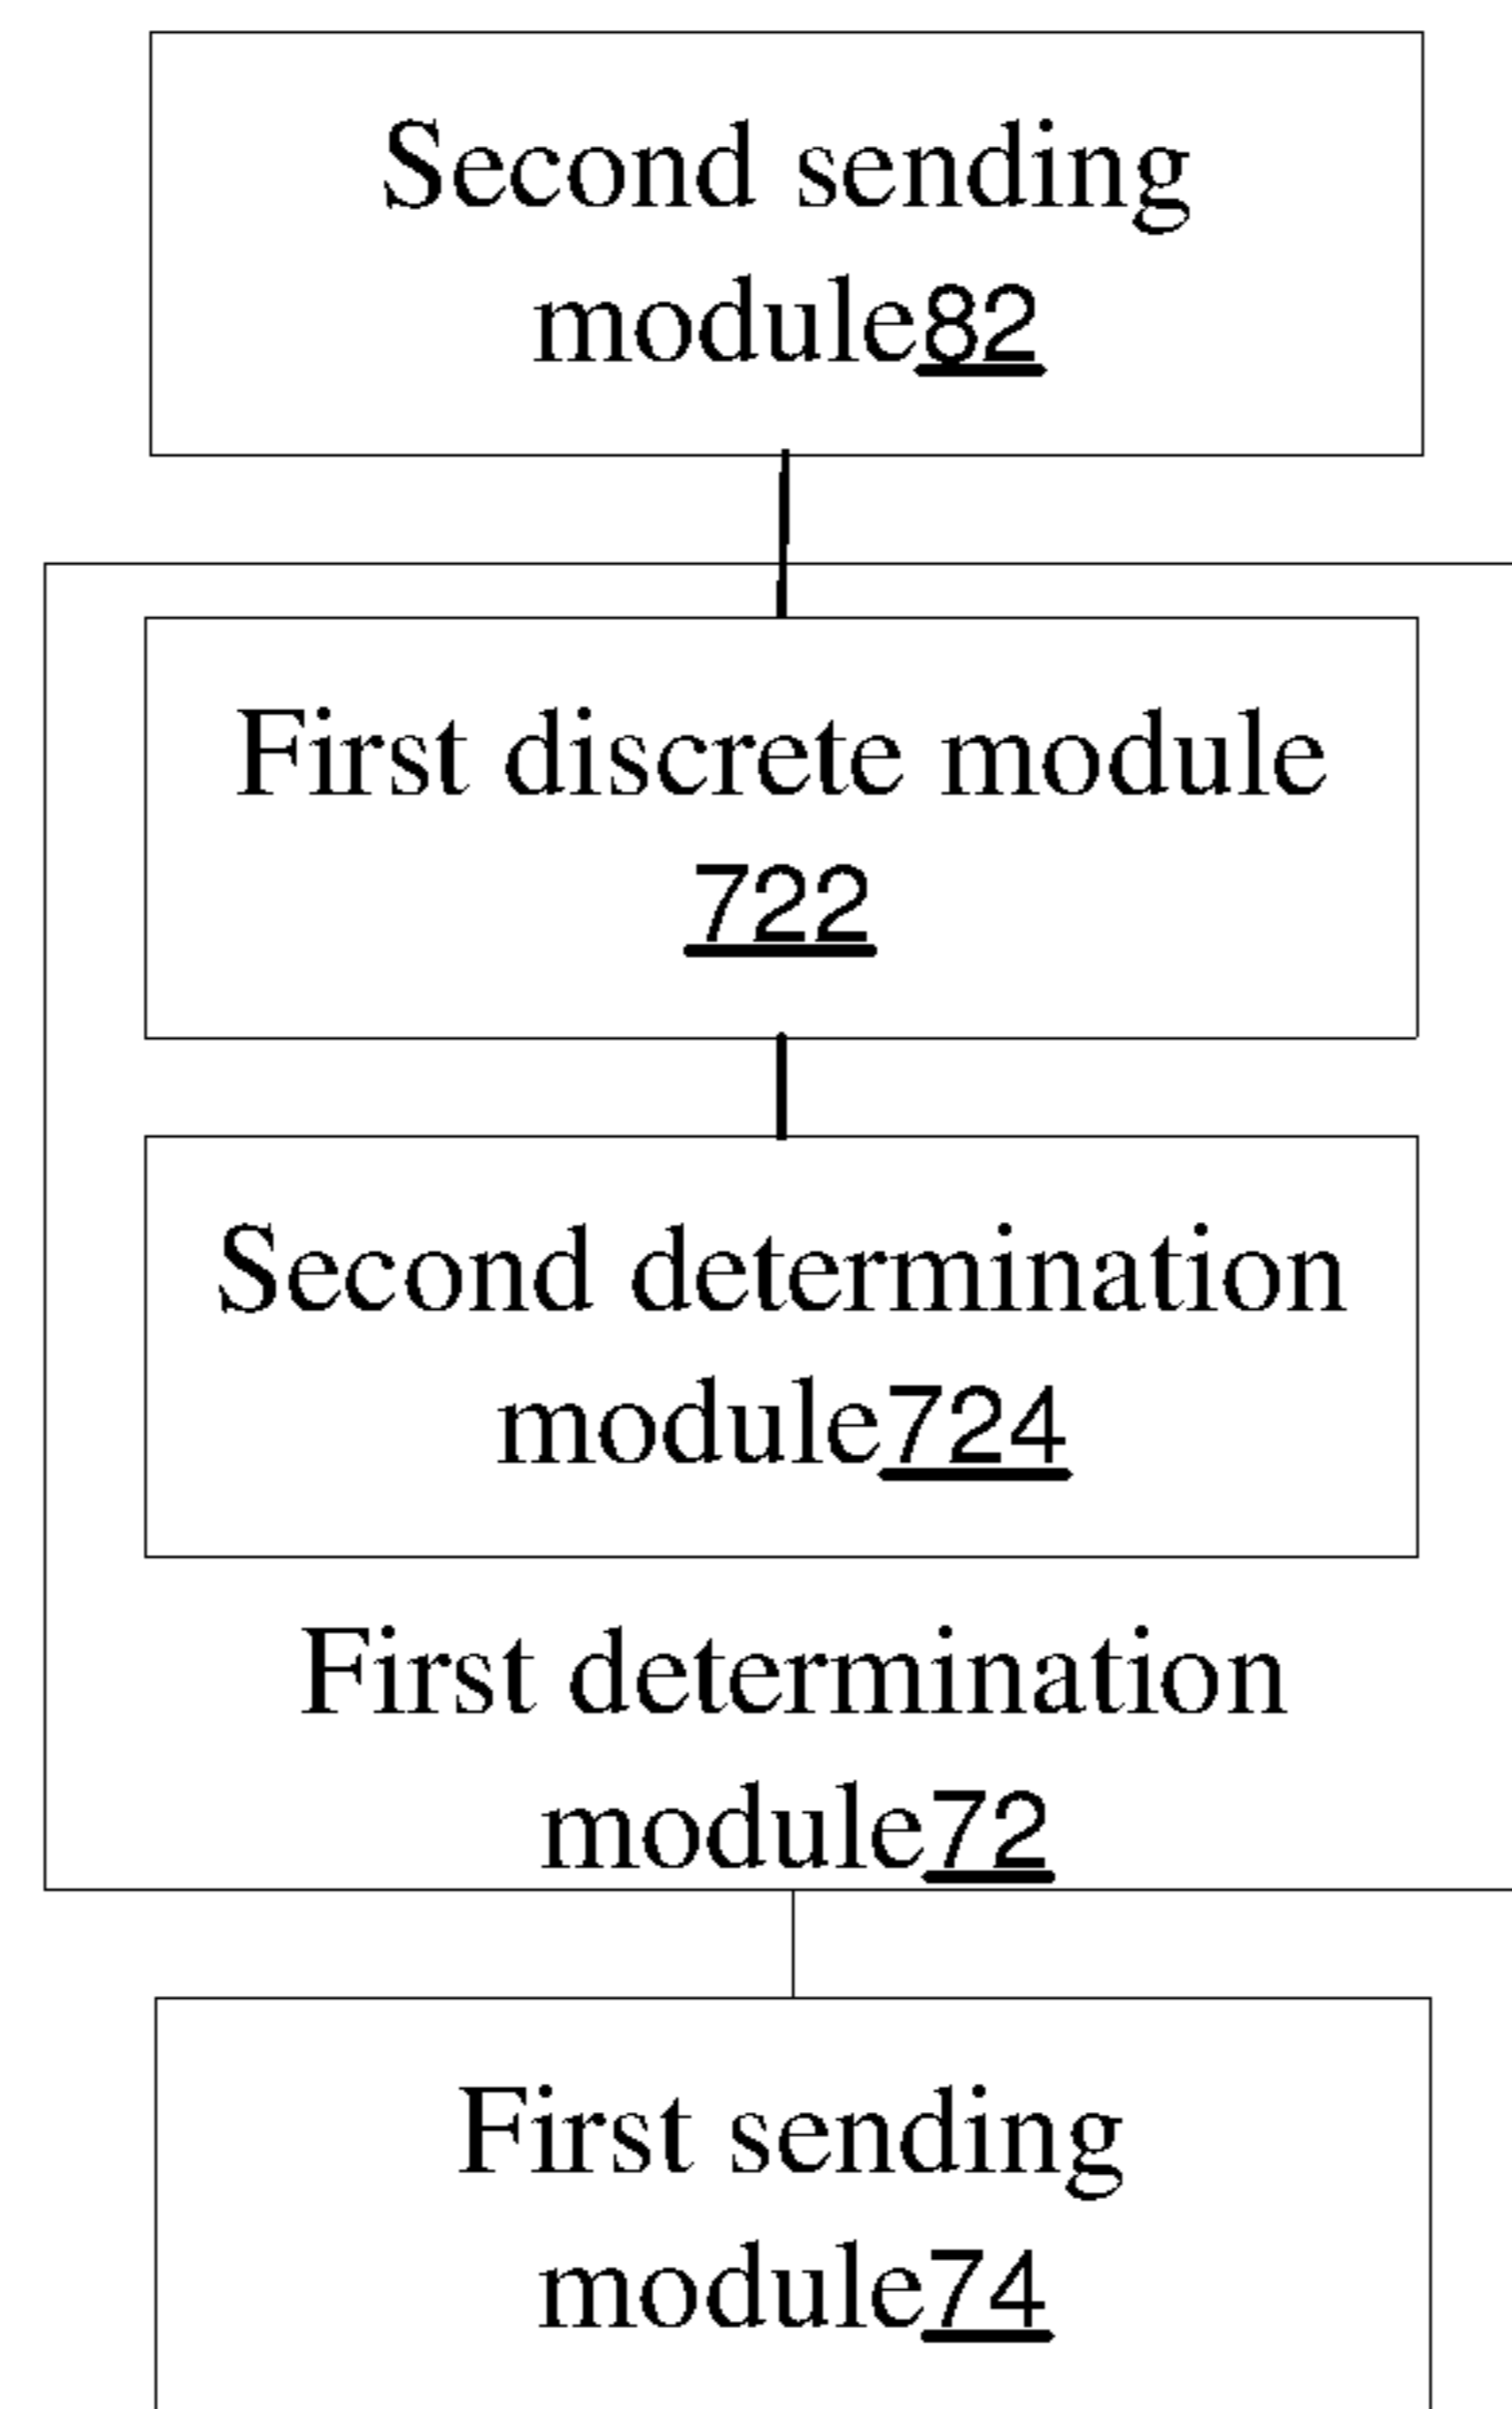 Second sending
module82
First discrete module
722
Second determination
module724
First determination
module72
First sending
module74